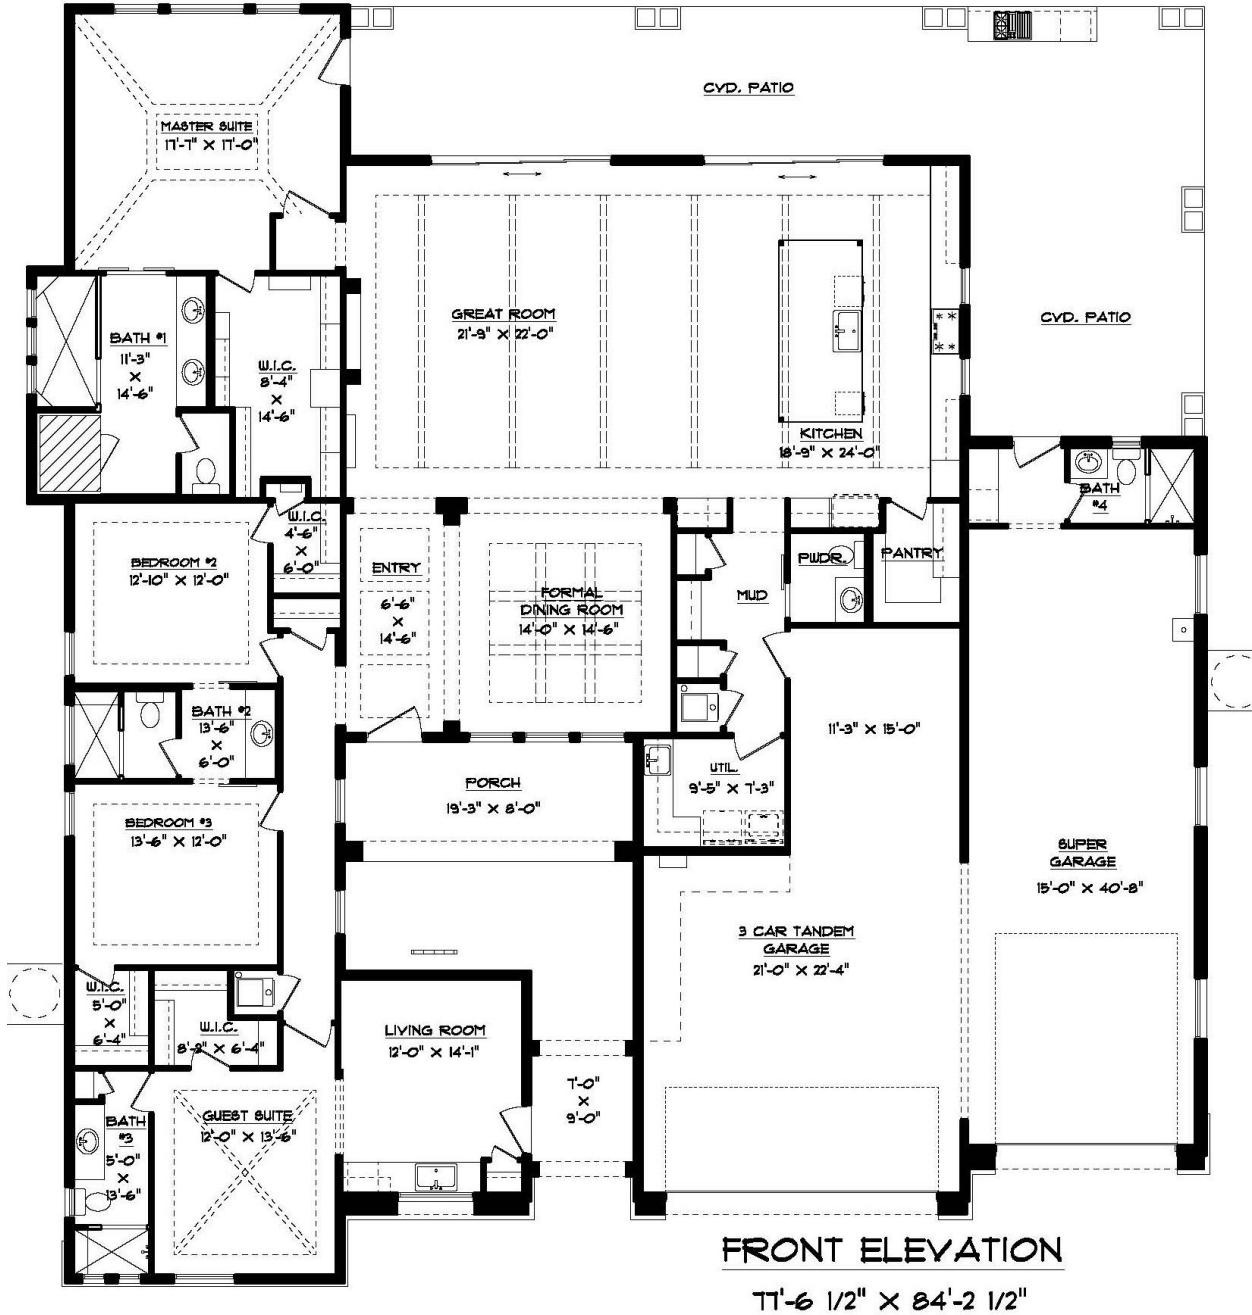 CVD. PATIO
MASTER SUITE
17'-7" X 17'-0"
GREAT ROOM
21'-9" X 22'-0"
CVD. PATIO
BATH #1
11'-3"
X
14'-6"
W.I.C.
8'-4"
X
14'-6"
KITCHEN
18'-9" X 24'-0"
BATH
#4
W.I.C.
4'-6"
X
6'-0"
BEDROOM #2
12'-10" X 12'-0"
ENTRY
6'-6"
X
14'-6"
FORMAL
DINING ROOM
14'-0" X 14'-6"
MUD
PWDR.
PANTRY
BATH #2
13'-6"
X
6'-0"
11'-3" X 15'-0"
UTIL.
9'-5" X 7'-3"
PORCH
19'-3" X 8'-0"
BEDROOM #3
13'-6" X 12'-0"
SUPER
GARAGE
15'-0" X 40'-8"
3 CAR TANDEM
GARAGE
21'-0" X 22'-4"
W.I.C.
5'-0"
X
6'-4"
W.I.C.
X 6'-4"
LIVING ROOM
12'-0" X 14'-1"
7'-0"
X
9'-0"
BATH
#3
5'-0"
X
13'-6"
GUEST SUITE
12'-0" X 13'-6"
FRONT ELEVATION
77'-6 1/2" X 84'-2 1/2"